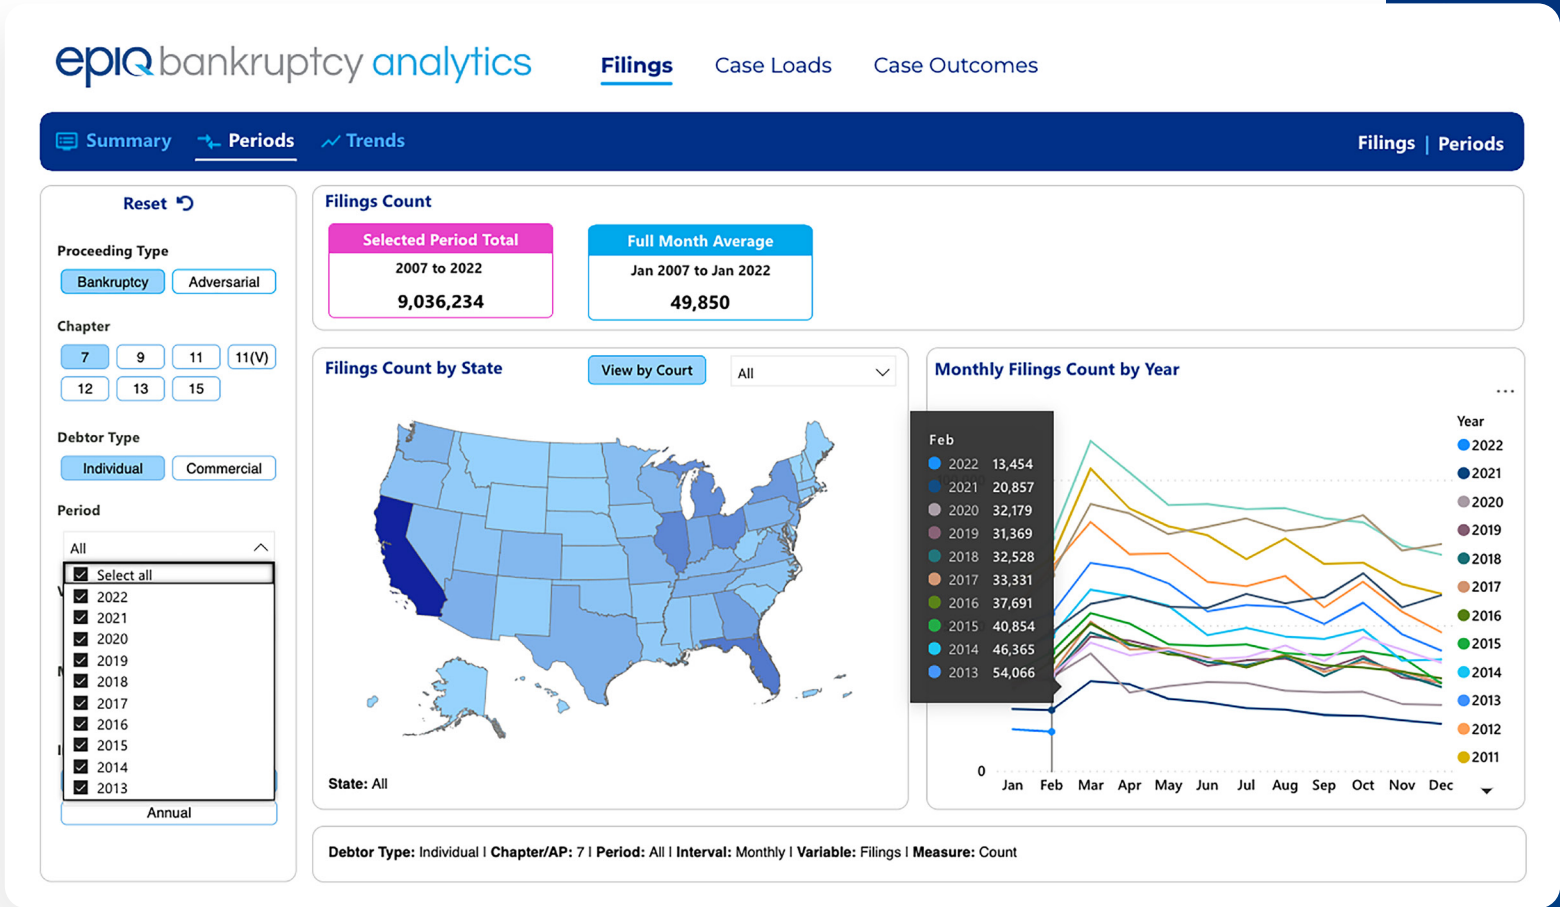 epiq bankruptcy analytics
Filings Case Loads Case Outcomes
Summary Periods Trends
Filings | Periods
Reset
Proceeding Type
Bankruptcy Adversarial
Chapter
7 9 11 11(V)
12 13 15
Debtor Type
Individual Commercial
Period
All
Select all
2022
2021
2020
2019
2018
2017
2016
2015
2014
2013
Annual
Filings Count
Selected Period Total
2007 to 2022
9,036,234
Full Month Average
Jan 2007 to Jan 2022
49,850
Filings Count by State
View by Court
All
State: All
Monthly Filings Count by Year
...
Feb
2022 13,454
2021 20,857
2020 32,179
2019 31,369
2018 32,528
2017 33,331
2016 37,691
2015 40,854
2014 46,365
2013 54,066
0
Jan Feb Mar Apr May Jun Jul Aug Sep Oct Nov Dec
Year
2022
2021
2020
2019
2018
2017
2016
2015
2014
2013
2012
2011
Debtor Type: Individual | Chapter/AP: 7 | Period: All | Interval: Monthly | Variable: Filings | Measure: Count